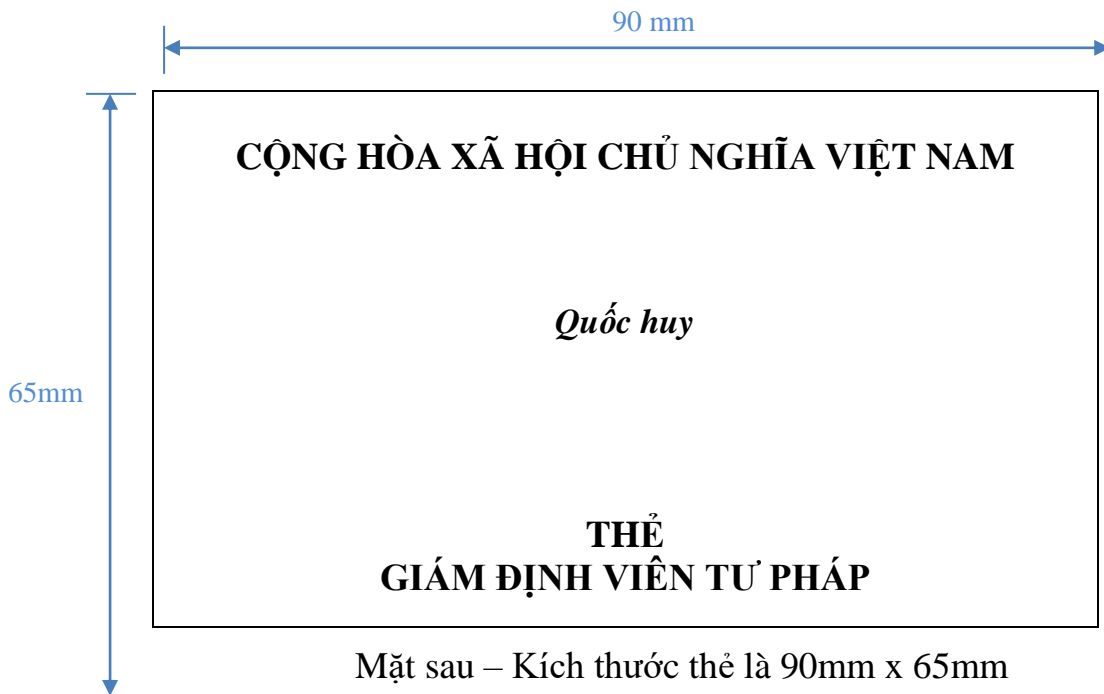 90 mm
CỘNG HÒA XÃ HỘI CHỦ NGHĨA VIỆT NAM
Quốc huy
65mm
THẺ
GIÁM ĐỊNH VIÊN TƯ PHÁP
Mặt sau – Kích thước thẻ là 90mm x 65mm